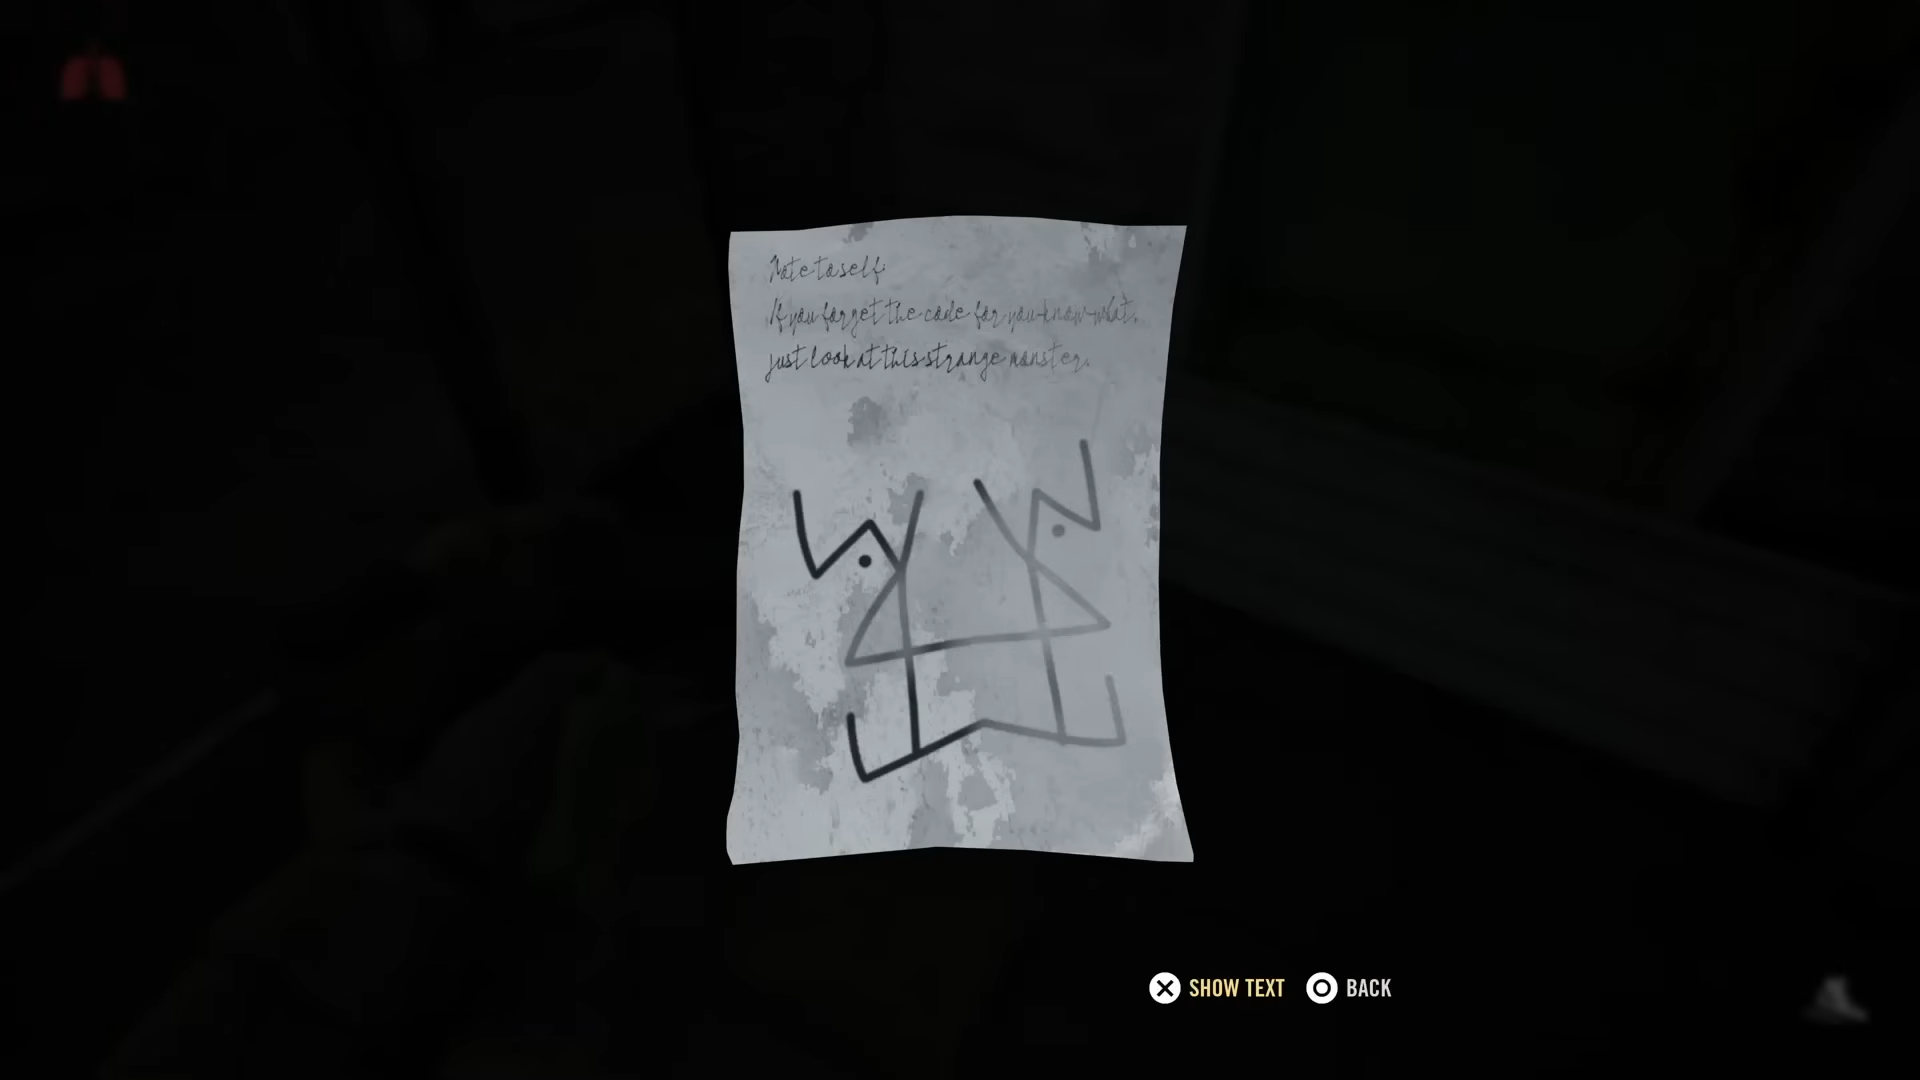 Note to self:
If you forget the code for you-know-what,
just look at this strange monster.
SHOW TEXT
BACK